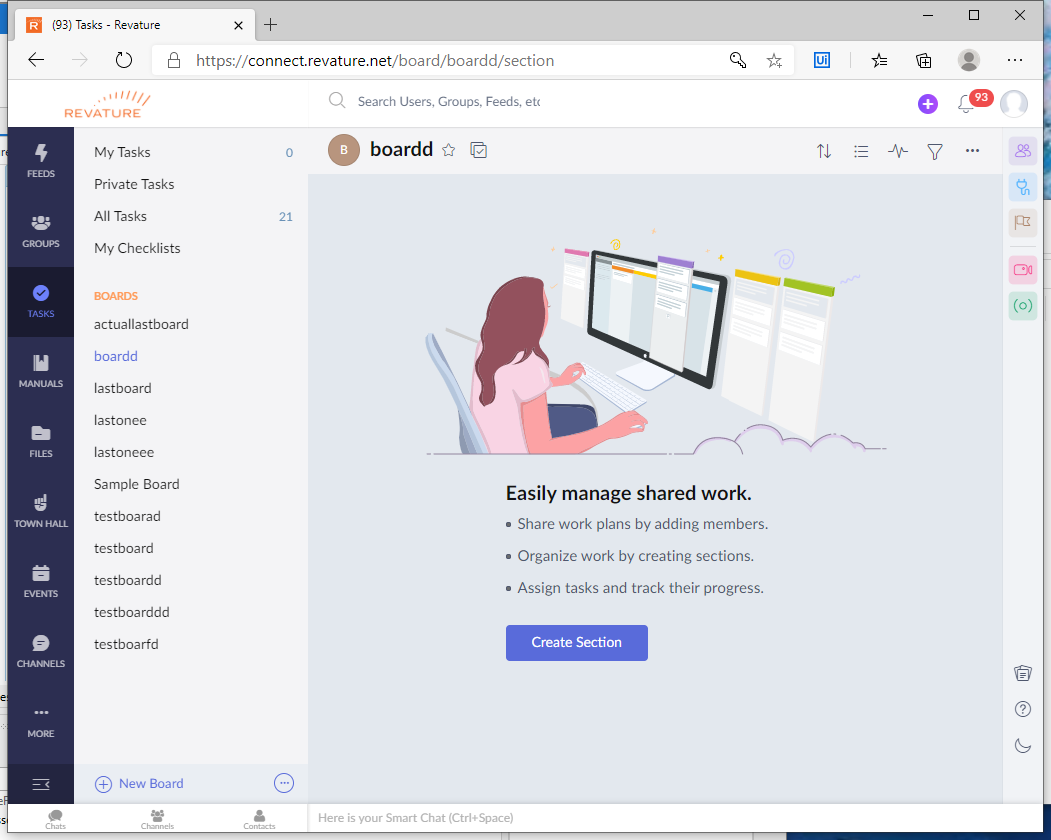 (93) Tasks - Revature
https://connect.revature.net/board/boardd/section
REVATURE
Search Users, Groups, Feeds, etc
93
FEEDS
GROUPS
TASKS
MANUALS
FILES
TOWN HALL
EVENTS
CHANNELS
MORE
My Tasks 0
Private Tasks
All Tasks 21
My Checklists
BOARDS
actuallastboard
boardd
lastboard
lastonee
lastoneee
Sample Board
testboarad
testboard
testboardd
testboarddd
testboarfd
New Board
B boardd
Easily manage shared work.
Share work plans by adding members.
Organize work by creating sections.
Assign tasks and track their progress.
Create Section
Chats
Channels
Contacts
Here is your Smart Chat (Ctrl+Space)